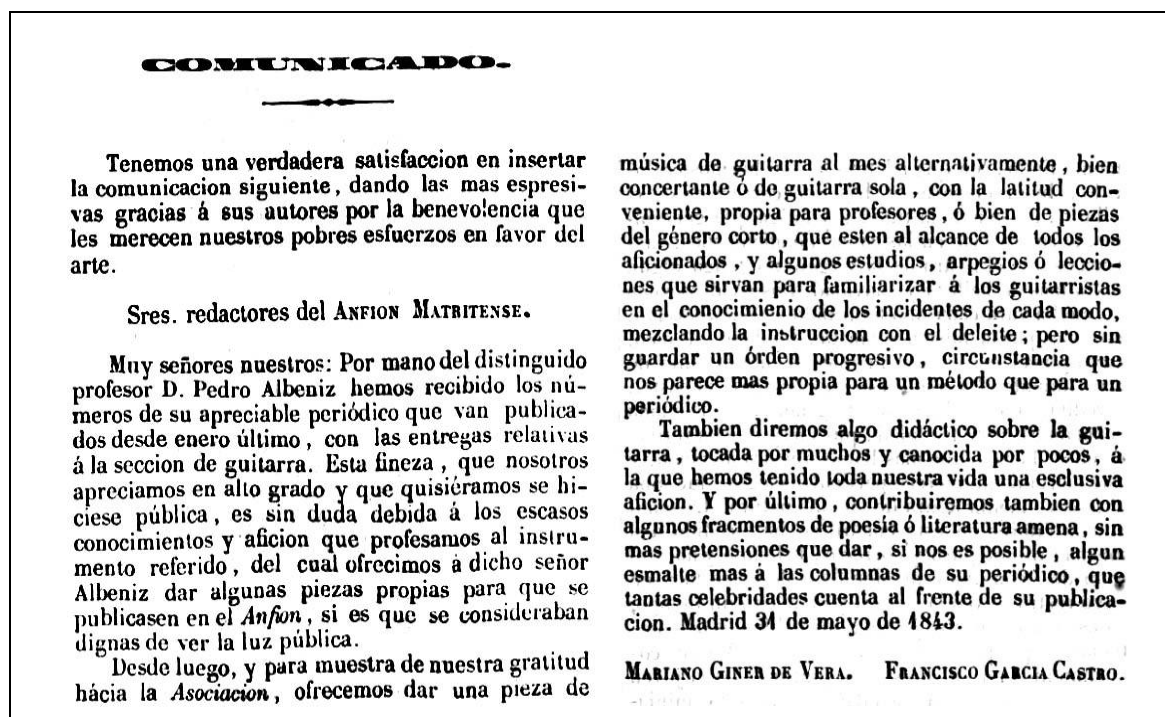 COMUNICADO.
Tenemos una verdadera satisfaccion en insertar
la comunicacion siguiente, dando las mas espresi-
vas gracias á sus autores por la benevolencia que
les merecen nuestros pobres esfuerzos en favor del
arte.
Sres. redactores del ANFION MATRITENSE.
Muy señores nuestros: Por mano del distinguido
profesor D. Pedro Albeniz hemos recibido los nú-
meros de su apreciable periódico que van publica-
dos desde enero último, con las entregas relativas
á la seccion de guitarra. Esta fineza, que nosotros
apreciamos en alto grado y que quisiéramos se hi-
ciese pública, es sin duda debida á los escasos
conocimientos y aficion que profesamos al instru-
mento referido, del cual ofrecimos á dicho señor
Albeniz dar algunas piezas propias para que se
publicasen en el Anfion, si es que se consideraban
dignas de ver la luz pública.
Desde luego, y para muestra de nuestra gratitud
hácia la Asociacion, ofrecemos dar una pieza de
música de guitarra al mes alternativamente, bien
concertante ó de guitarra sola, con la latitud con-
veniente, propia para profesores, ó bien de piezas
del género corto, que esten al alcance de todos los
aficionados, y algunos estudios, arpegios ó leccio-
nes que sirvan para familiarizar á los guitarristas
en el conocimienio de los incidentes de cada modo,
mezclando la instruccion con el deleite; pero sin
guardar un órden progresivo, circunstancia que
nos parece mas propia para un método que para un
periódico.
Tambien diremos algo didáctico sobre la gui-
tarra, tocada por muchos y canocida por pocos, á
la que hemos tenido toda nuestra vida una esclusiva
aficion. Y por último, contribuiremos tambien con
algunos fracmentos de poesía ó literatura amena, sin
mas pretensiones que dar, si nos es posible, algun
esmalte mas á las columnas de su periódico, que
tantas celebridades cuenta al frente de su publica-
cion. Madrid 31 de mayo de 1843.
MARIANO GINER DE VERA. FRANCISCO GARCIA CASTRO.